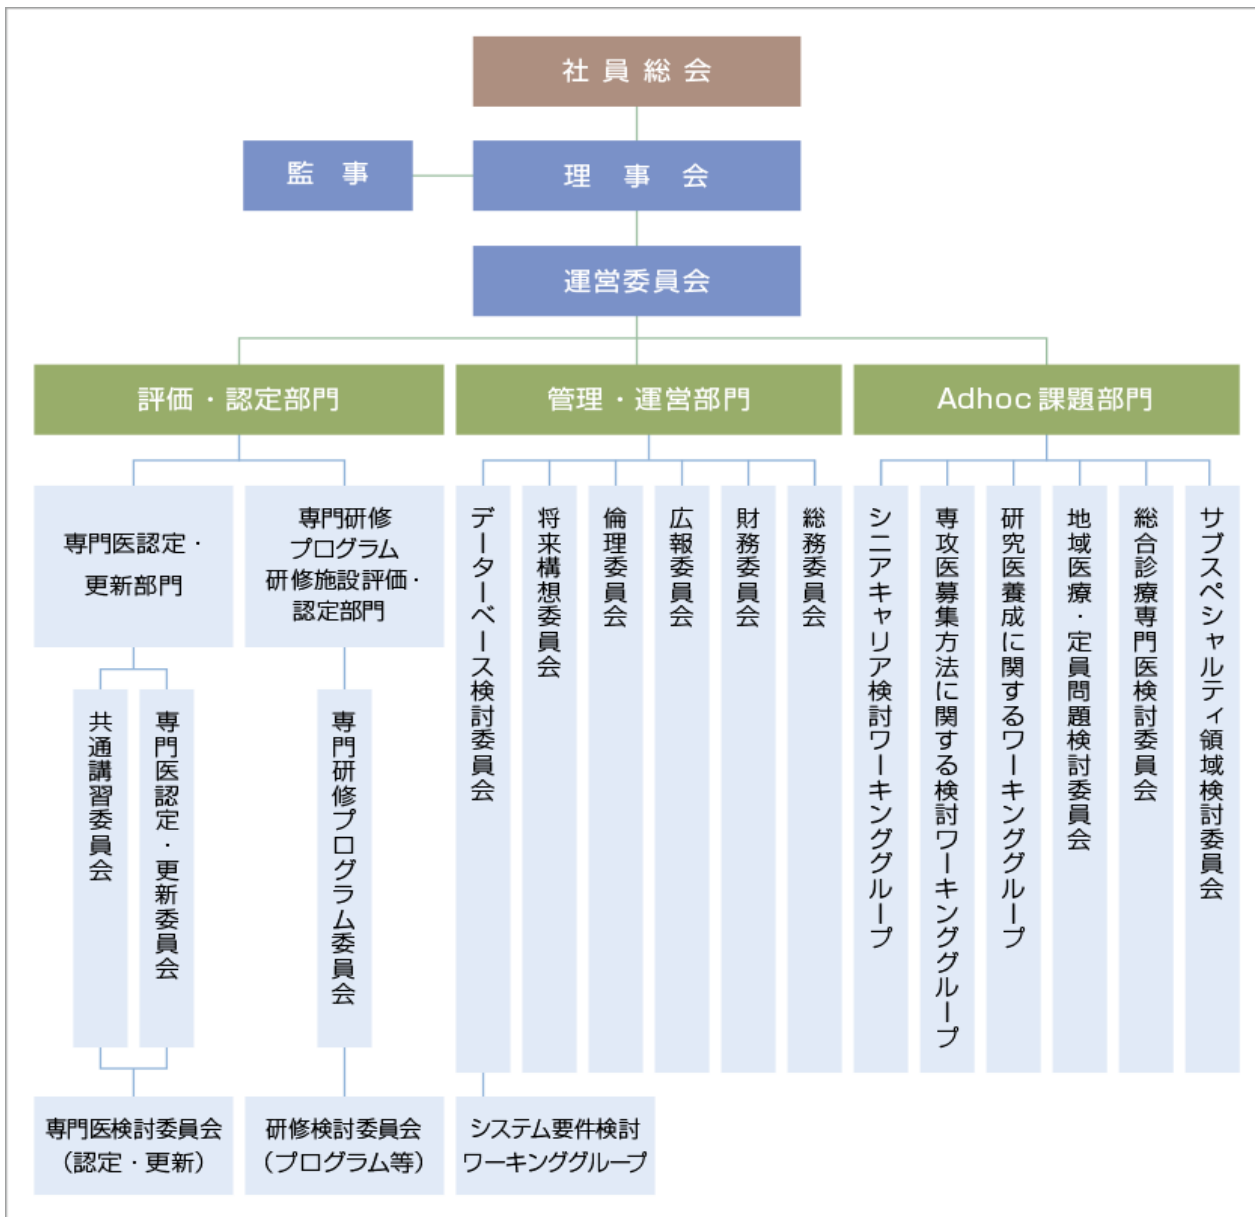 社員総会
監事
理事会
運営委員会
評価・認定部門
管理・運営部門
Adhoc課題部門
専門医認定・
更新部門
専門研修
プログラム
研修施設評価・
認定部門
データーベース検討委員会
将来構想委員会
倫理委員会
広報委員会
財務委員会
総務委員会
シニアキャリア検討ワーキンググループ
専攻医募集方法に関する検討ワーキンググループ
研究医養成に関するワーキンググループ
地域医療・定員問題検討委員会
総合診療専門医検討委員会
サブスペシャルティ領域検討委員会
共通講習委員会
専門医認定・更新委員会
専門研修プログラム委員会
専門医検討委員会
(認定・更新)
研修検討委員会
(プログラム等)
システム要件検討
ワーキンググループ